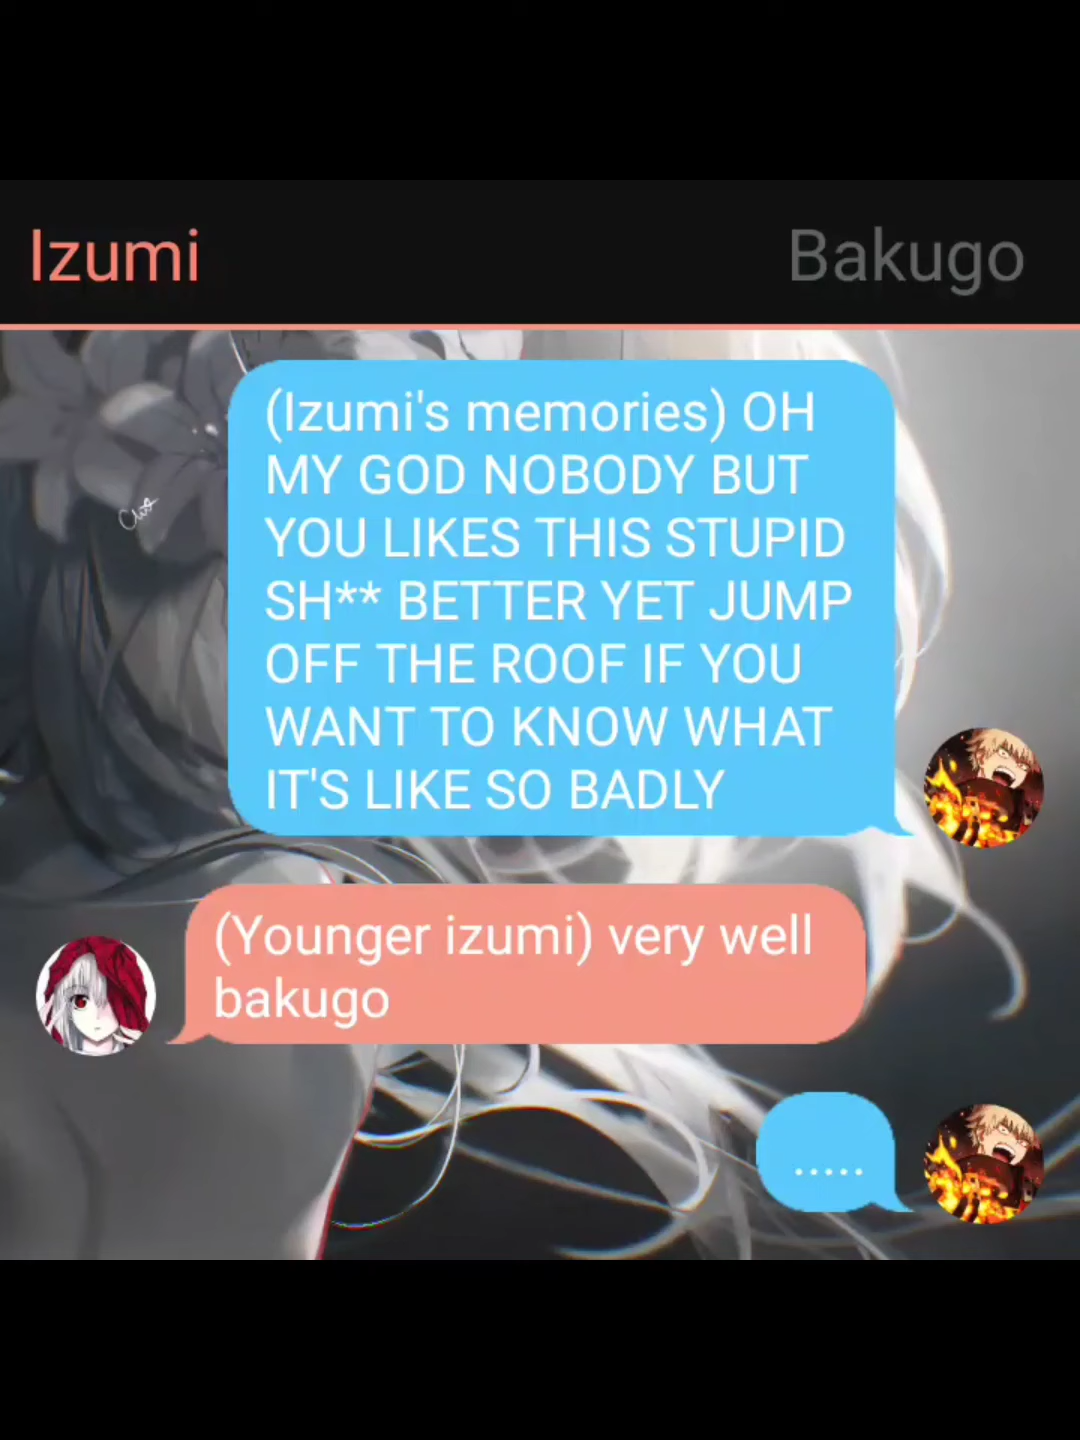 Izumi
Bakugo
(Izumi's memories) OH
MY GOD NOBODY BUT
YOU LIKES THIS STUPID
SH** BETTER YET JUMP
OFF THE ROOF IF YOU
WANT TO KNOW WHAT
IT'S LIKE SO BADLY
(Younger izumi) very well
bakugo
.....